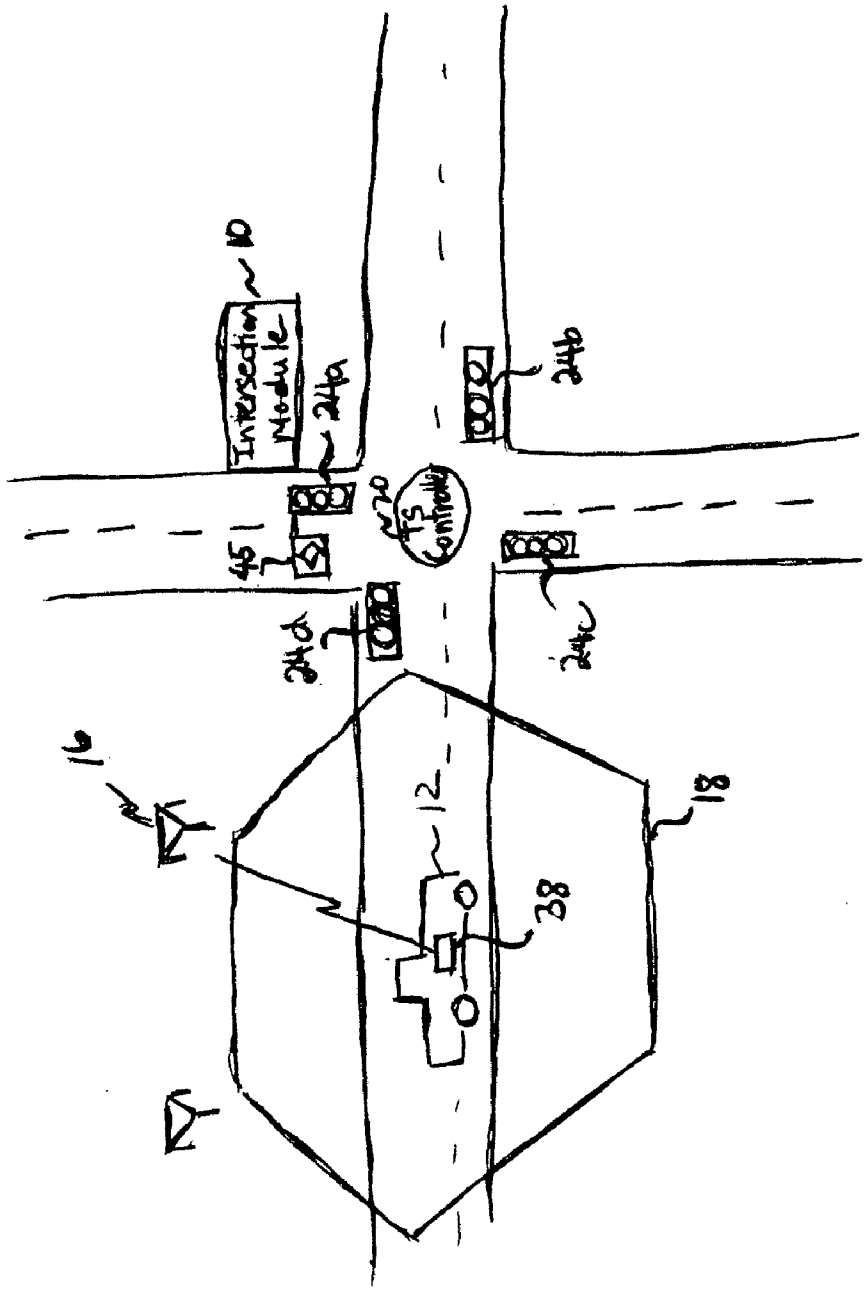 Intersection
Module
10
24a
45
20
TS
Controller
24b
24d
24c
16
12
18
38